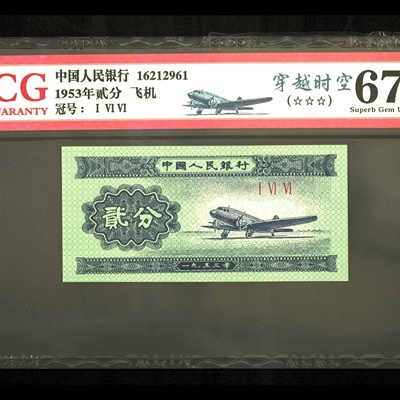 CG
GUARANTY
中国人民银行 16212961
1953年贰分 飞机
冠号： I VI VI
穿越时空
(☆☆☆)
67
Superb Gem U
中國人民銀行
I VI VI
貳分
一九五三年